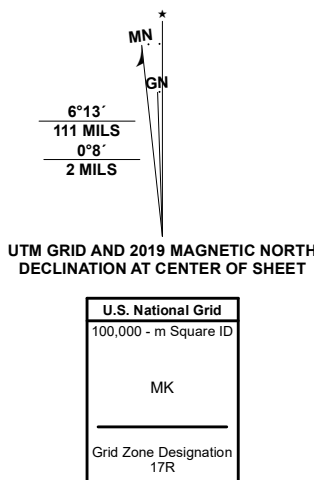 ★
MN
GN
6°13´
111 MILS
0°8´
2 MILS
UTM GRID AND 2019 MAGNETIC NORTH
DECLINATION AT CENTER OF SHEET
U.S. National Grid
100,000 - m Square ID
MK
Grid Zone Designation
17R